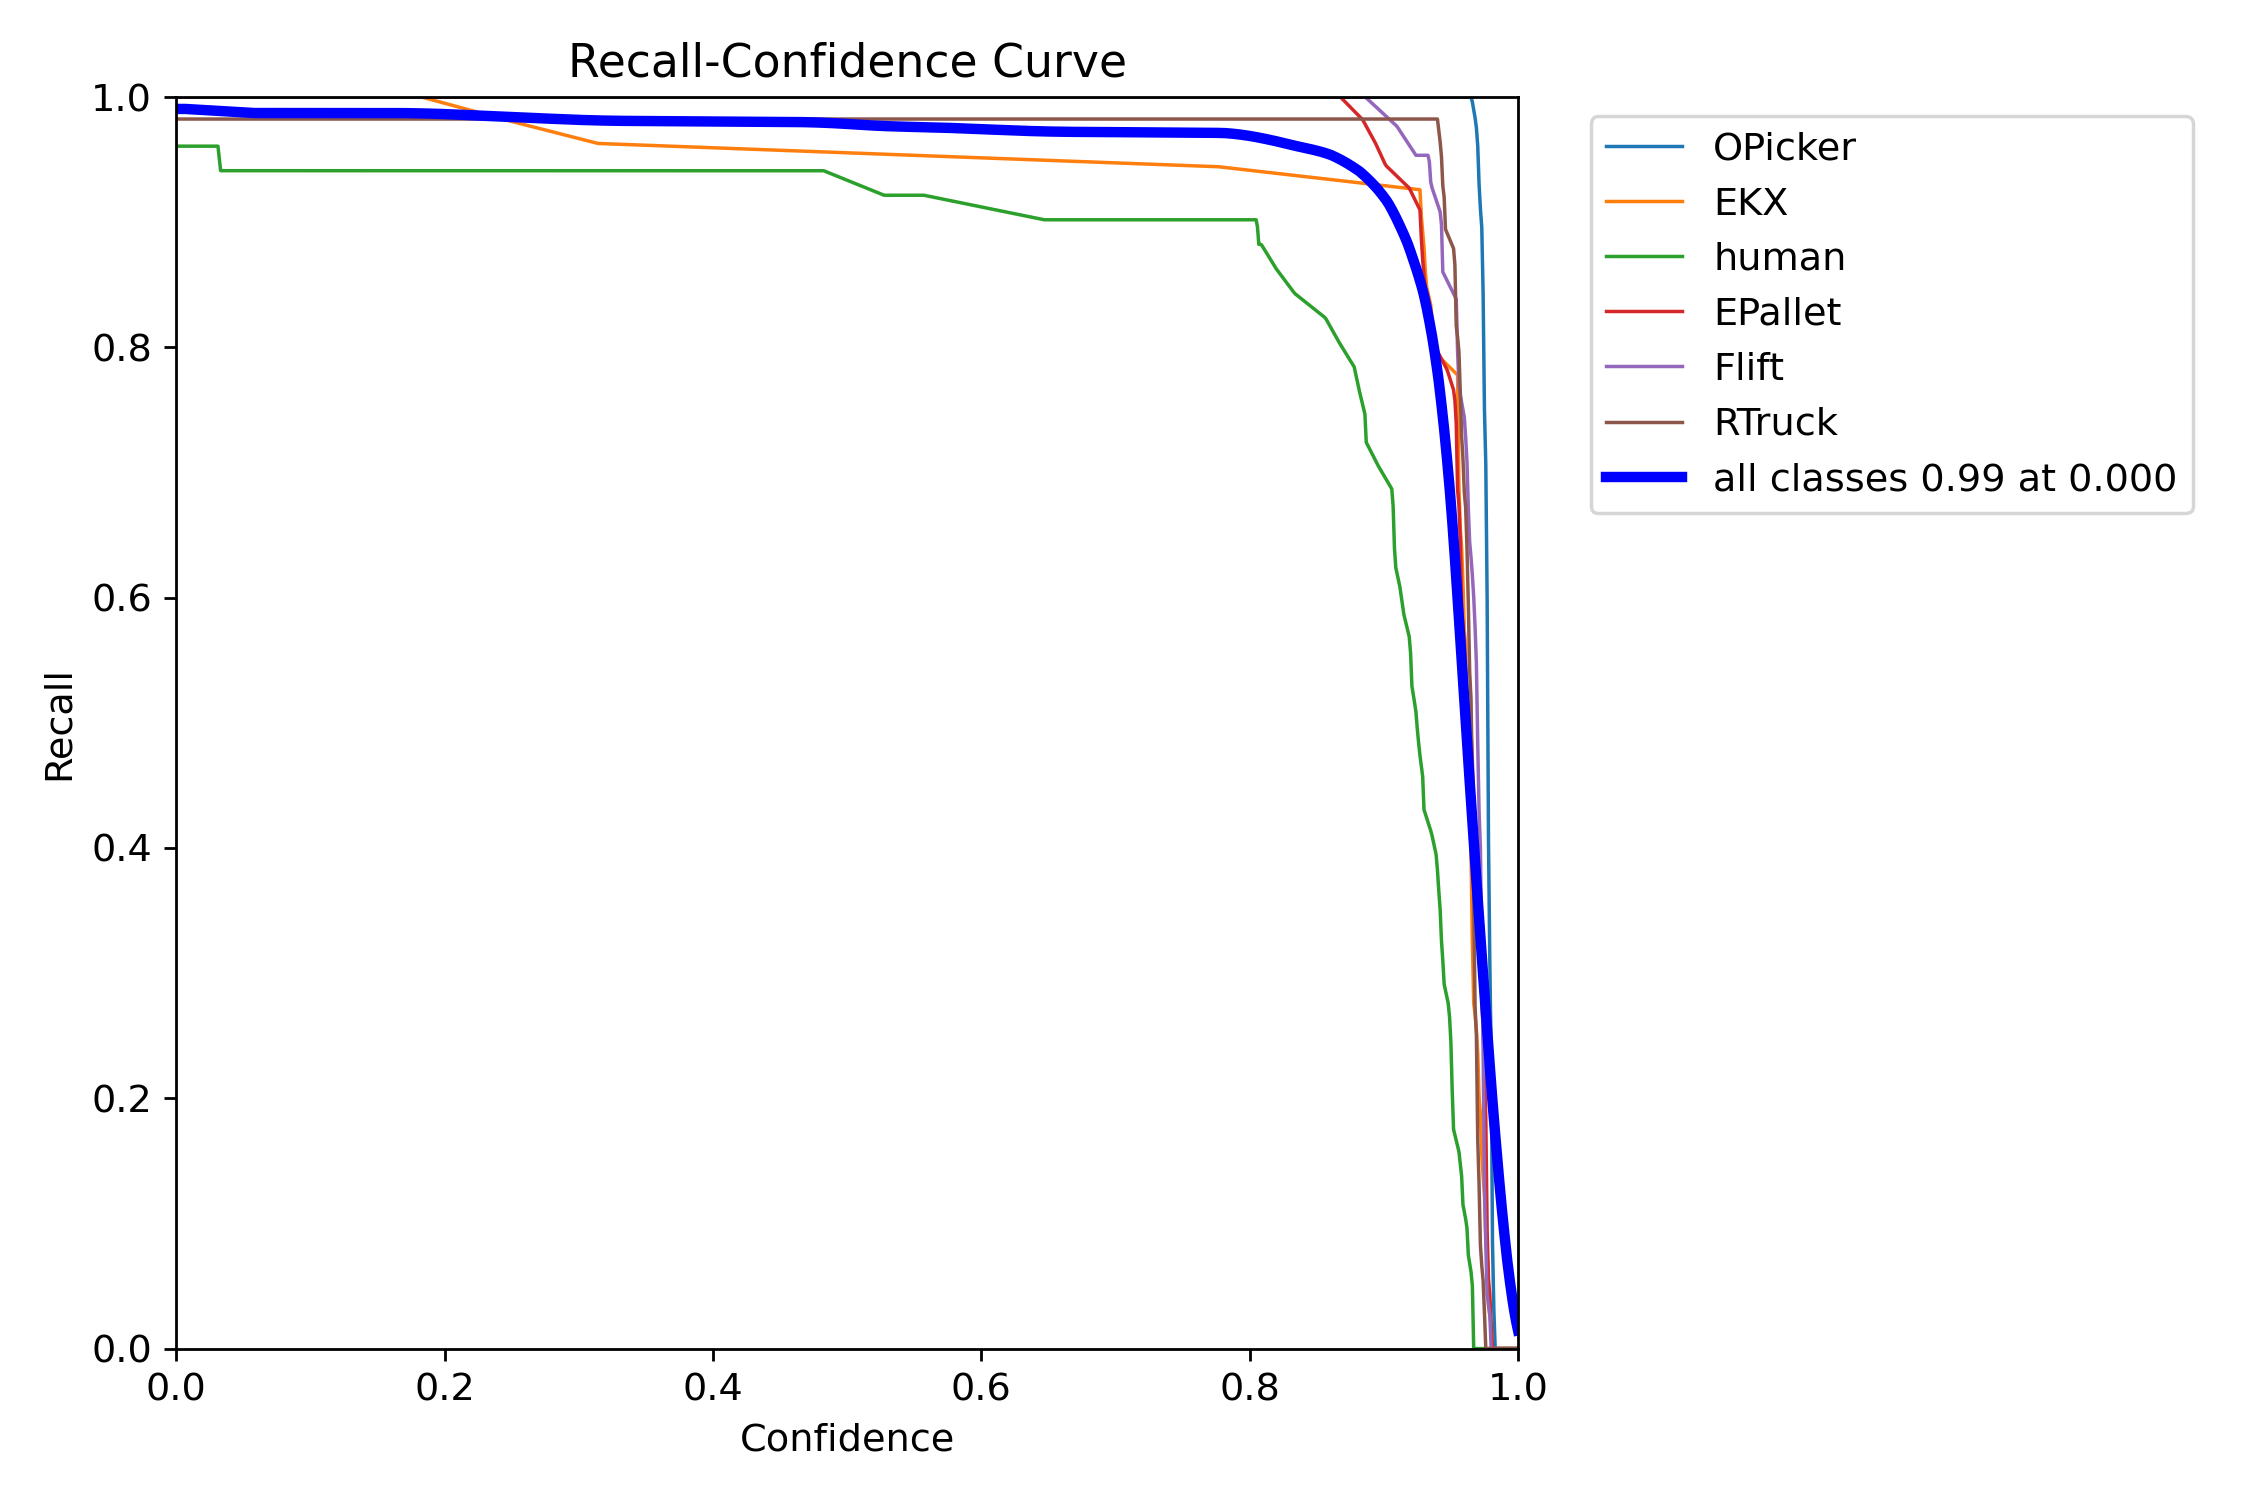 Recall-Confidence Curve
1.0
0.8
0.6
0.4
0.2
0.0
Recall
0.0 0.2 0.4 0.6 0.8 1.0
Confidence
OPicker
EKX
human
EPallet
Flift
RTruck
all classes 0.99 at 0.000